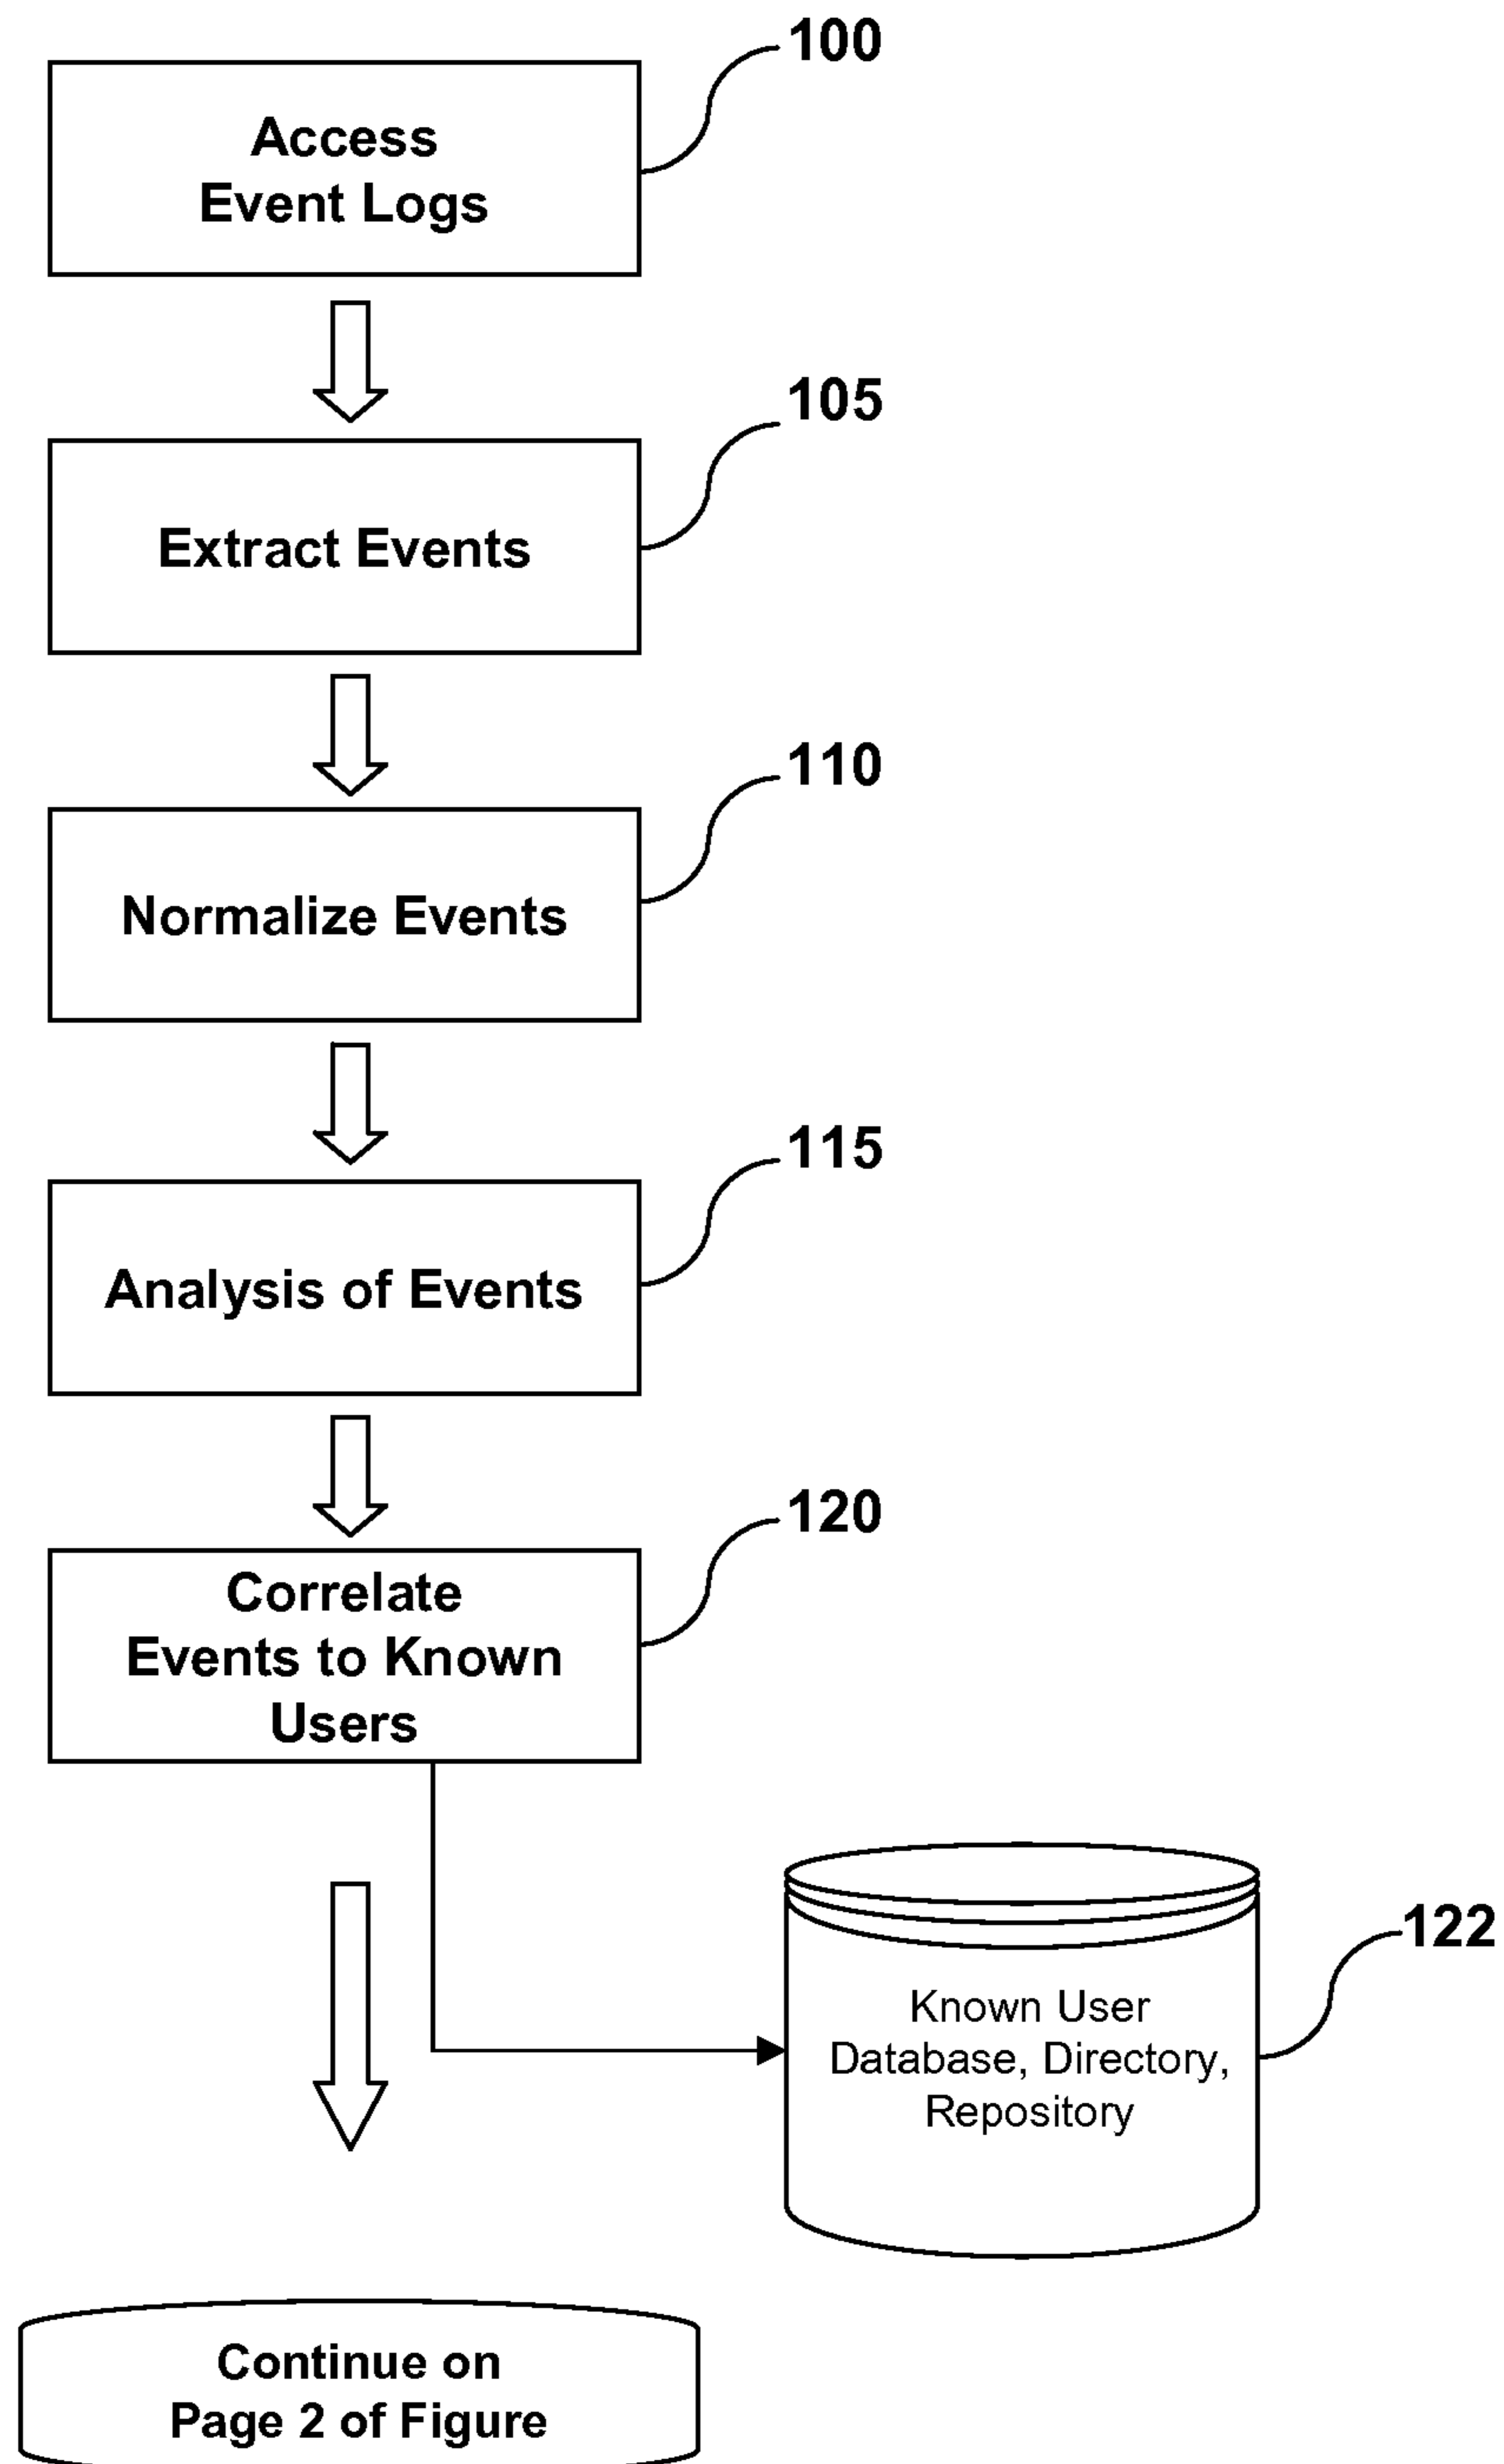 100
Access
Event Logs
105
Extract Events
110
Normalize Events
115
Analysis of Events
120
Correlate
Events to Known
Users
122
Known User
Database, Directory,
Repository
Continue on
Page 2 of Figure